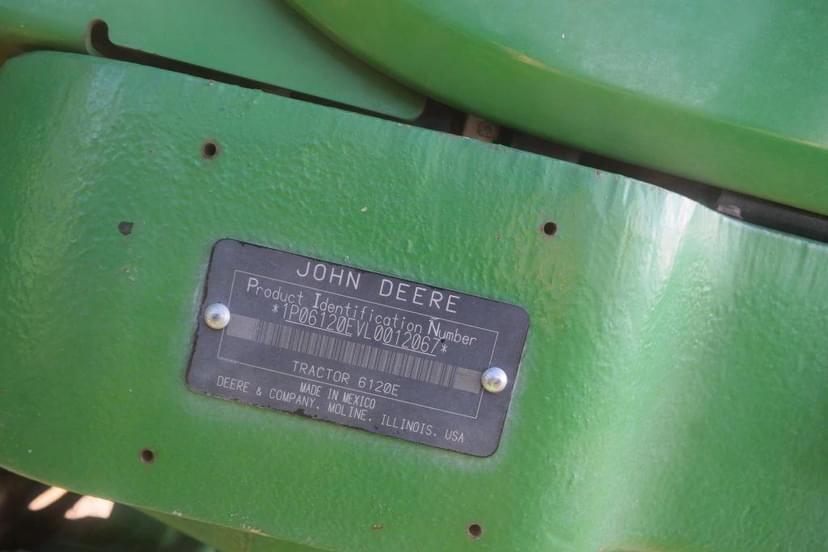 JOHN DEERE
Product Identification Number
*1P06120EVL0012067*
TRACTOR 6120E
MADE IN MEXICO
DEERE & COMPANY. MOLINE. ILLINOIS. USA